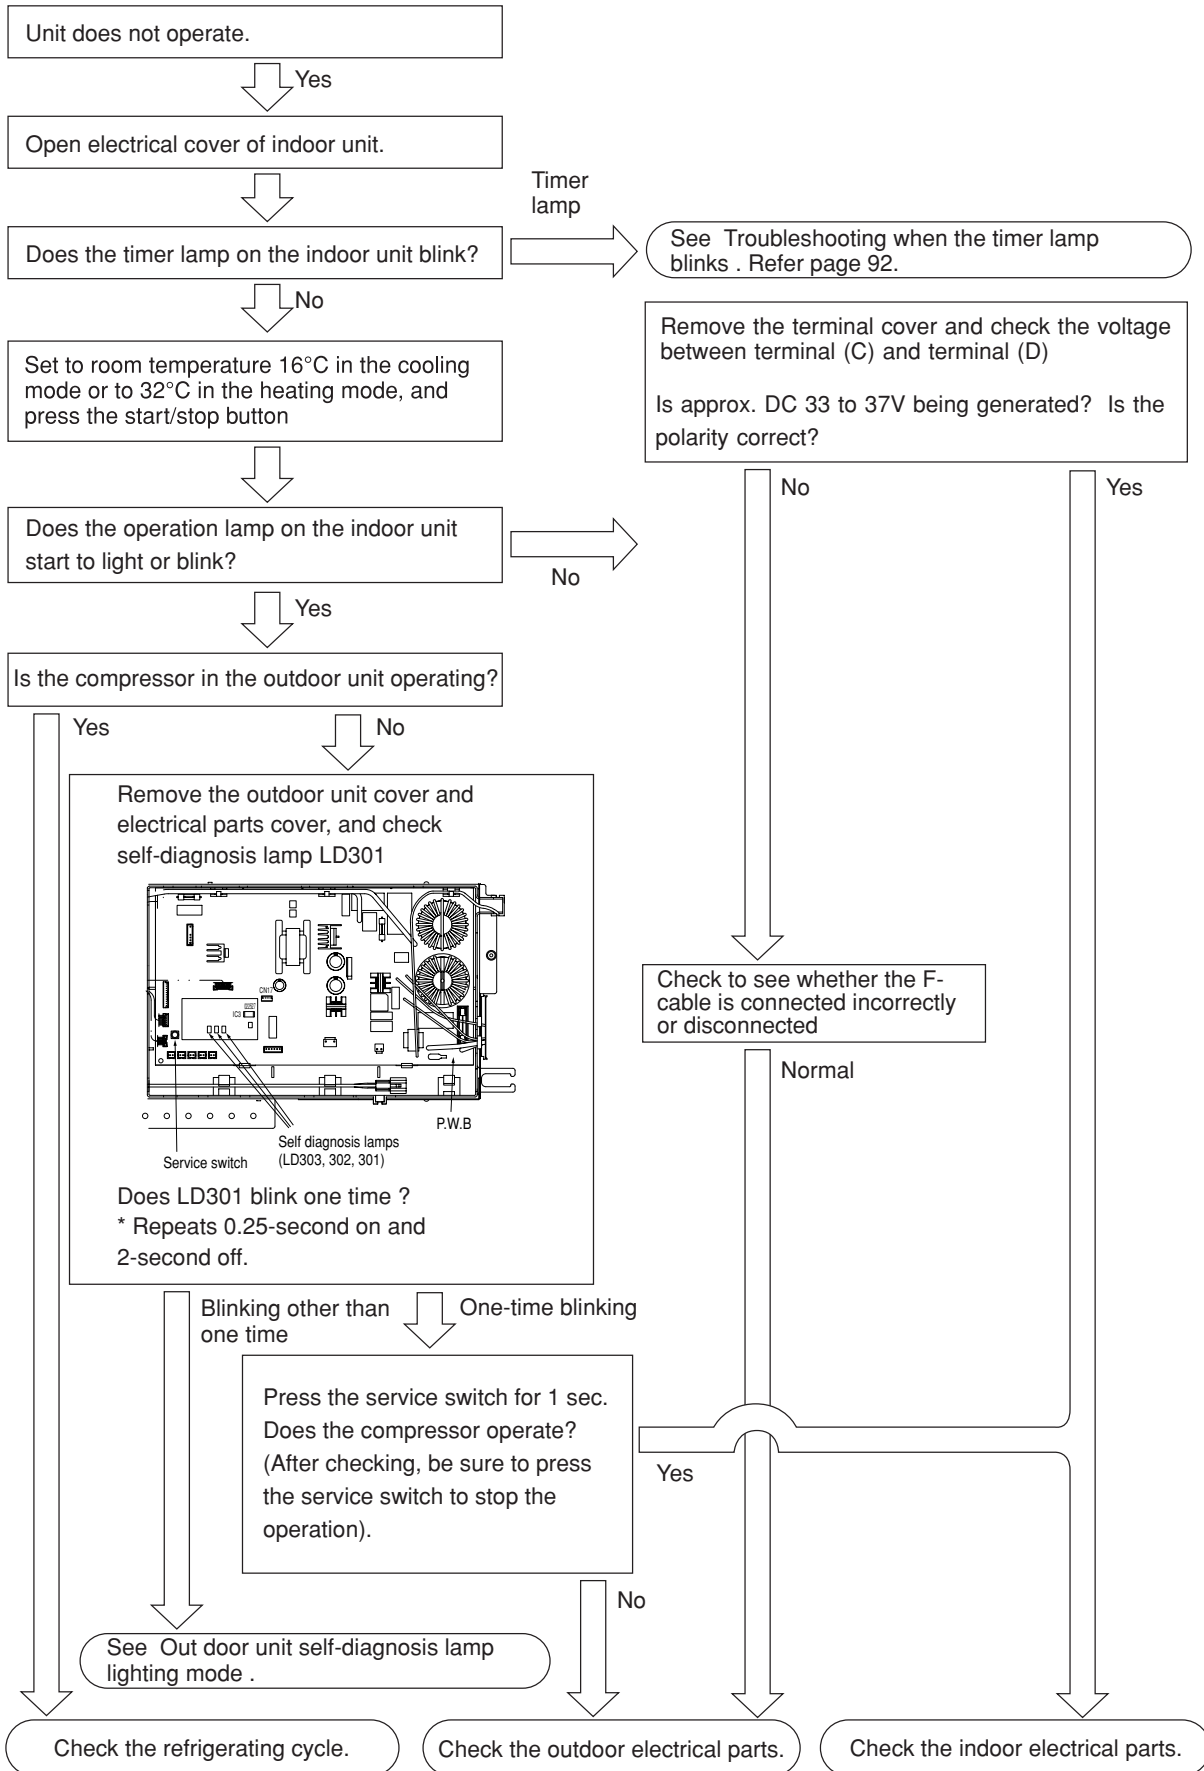 Unit does not operate.
Yes
Open electrical cover of indoor unit.
Timer
lamp
Does the timer lamp on the indoor unit blink?
See Troubleshooting when the timer lamp
blinks . Refer page 92.
No
Set to room temperature 16°C in the cooling
mode or to 32°C in the heating mode, and
press the start/stop button
Remove the terminal cover and check the voltage
between terminal (C) and terminal (D)
Is approx. DC 33 to 37V being generated? Is the
polarity correct?
No
Yes
Does the operation lamp on the indoor unit
start to light or blink?
No
Yes
Is the compressor in the outdoor unit operating?
Yes
No
Remove the outdoor unit cover and
electrical parts cover, and check
self-diagnosis lamp LD301
CN17
IC3
P.W.B
Self diagnosis lamps
(LD303, 302, 301)
Service switch
Does LD301 blink one time ?
* Repeats 0.25-second on and
2-second off.
Check to see whether the F-
cable is connected incorrectly
or disconnected
Normal
Blinking other than
one time
One-time blinking
Press the service switch for 1 sec.
Does the compressor operate?
(After checking, be sure to press
the service switch to stop the
operation).
Yes
No
See Out door unit self-diagnosis lamp
lighting mode .
Check the refrigerating cycle.
Check the outdoor electrical parts.
Check the indoor electrical parts.